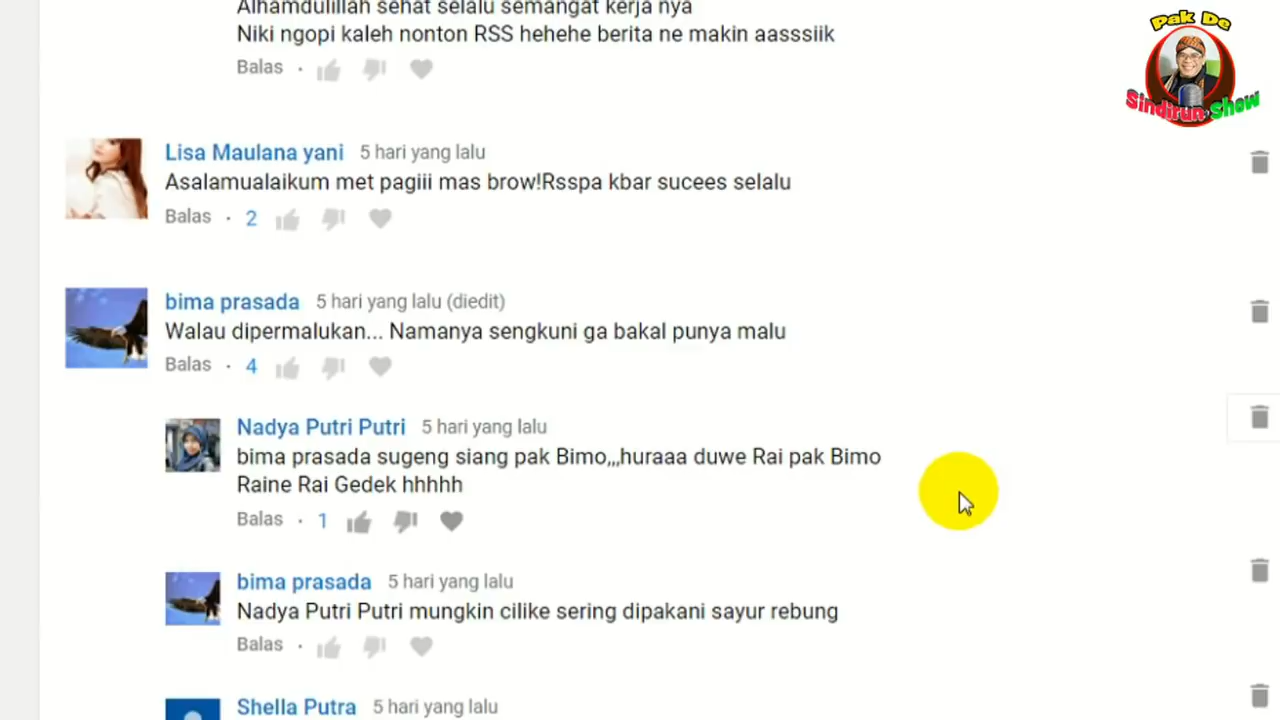 Alhamdulillah sehat selalu semangat kerja nya
Niki ngopi kaleh nonton RSS hehehe berita ne makin aasssiik
Balas ·
Pak De
Sindirun Show
Lisa Maulana yani 5 hari yang lalu
Asalamualaikum met pagiii mas brow!Rsspa kbar sucees selalu
Balas · 2
bima prasada 5 hari yang lalu (diedit)
Walau dipermalukan... Namanya sengkuni ga bakal punya malu
Balas · 4
Nadya Putri Putri 5 hari yang lalu
bima prasada sugeng siang pak Bimo,,,huraaa duwe Rai pak Bimo
Raine Rai Gedek hhhhh
Balas · 1
bima prasada 5 hari yang lalu
Nadya Putri Putri mungkin cilike sering dipakani sayur rebung
Balas ·
Shella Putra 5 hari yang lalu